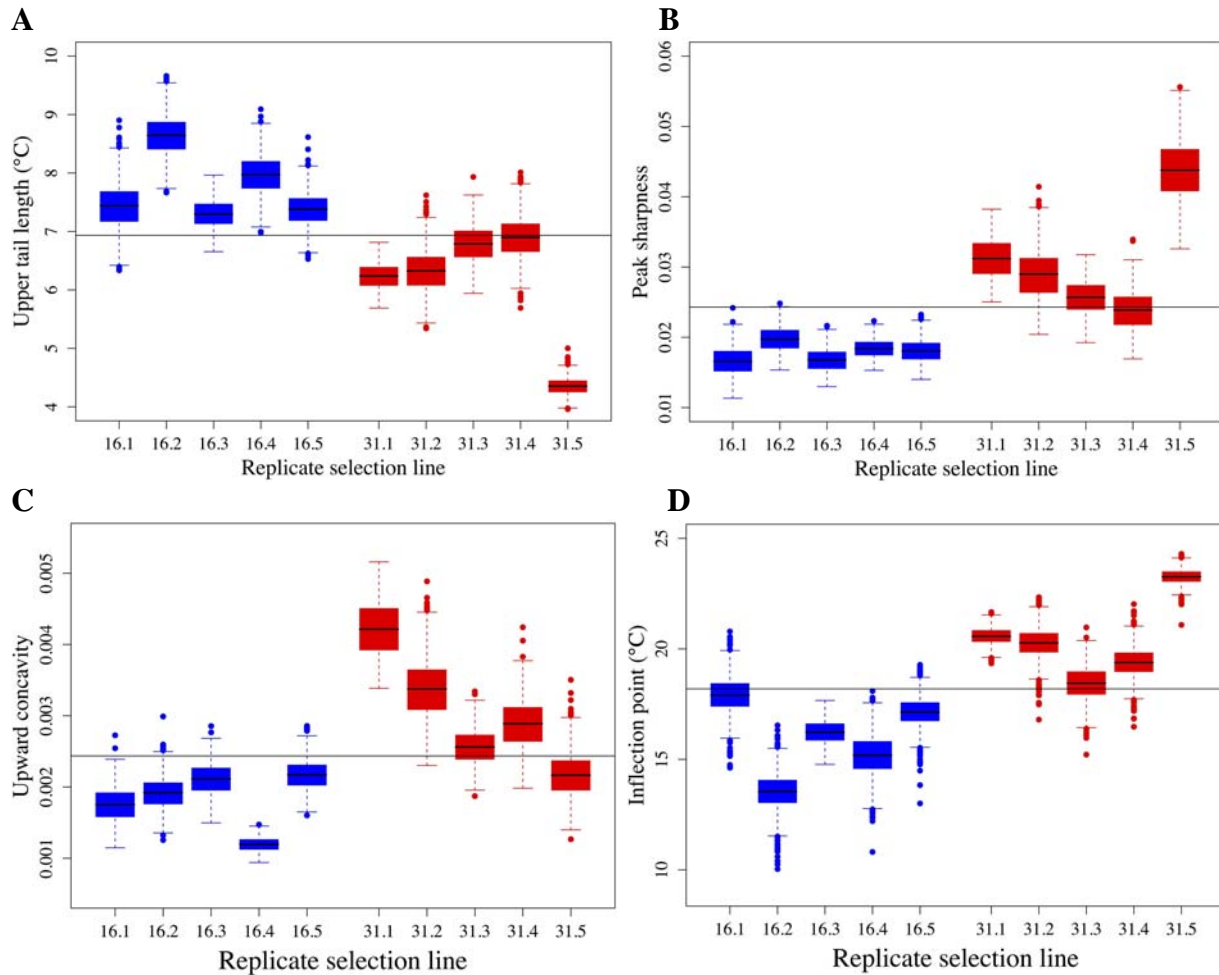 A
Upper tail length (°C)
10
9
8
7
6
5
4
16.1 16.2 16.3 16.4 16.5 31.1 31.2 31.3 31.4 31.5
Replicate selection line
B
Peak sharpness
0.06
0.05
0.04
0.03
0.02
0.01
16.1 16.2 16.3 16.4 16.5 31.1 31.2 31.3 31.4 31.5
Replicate selection line
C
Upward concavity
0.005
0.004
0.003
0.002
0.001
16.1 16.2 16.3 16.4 16.5 31.1 31.2 31.3 31.4 31.5
Replicate selection line
D
Inflection point (°C)
25
20
15
10
16.1 16.2 16.3 16.4 16.5 31.1 31.2 31.3 31.4 31.5
Replicate selection line